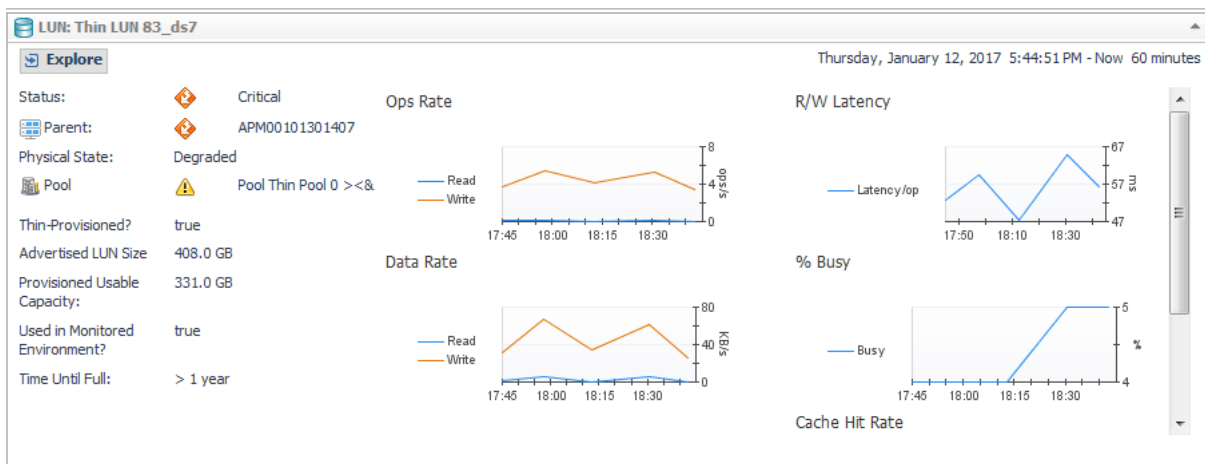 LUN: Thin LUN 83_ds7
Explore
Thursday, January 12, 2017 5:44:51 PM - Now 60 minutes
Status: Critical
Parent: APM00101301407
Physical State: Degraded
Pool Pool Thin Pool 0 ><&
Thin-Provisioned? true
Advertised LUN Size 408.0 GB
Provisioned Usable Capacity: 331.0 GB
Used in Monitored Environment? true
Time Until Full: > 1 year
Ops Rate
Read
Write
8
4
0
ops/s
17:45 18:00 18:15 18:30
Data Rate
Read
Write
80
40
0
KB/s
17:45 18:00 18:15 18:30
R/W Latency
Latency/op
67
57
47
ms
17:50 18:10 18:30
% Busy
Busy
5
4
%
17:45 18:00 18:15 18:30
Cache Hit Rate